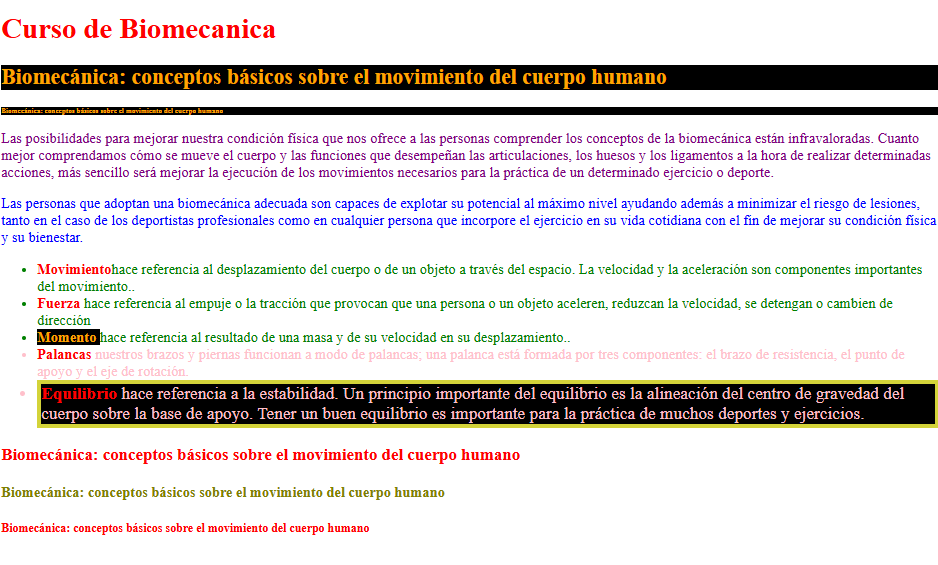 Curso de Biomecanica
Biomecánica: conceptos básicos sobre el movimiento del cuerpo humano
Biomecánica: conceptos básicos sobre el movimiento del cuerpo humano
Las posibilidades para mejorar nuestra condición física que nos ofrece a las personas comprender los conceptos de la biomecánica están infravaloradas. Cuanto
mejor comprendamos cómo se mueve el cuerpo y las funciones que desempeñan las articulaciones, los huesos y los ligamentos a la hora de realizar determinadas
acciones, más sencillo será mejorar la ejecución de los movimientos necesarios para la práctica de un determinado ejercicio o deporte.
Las personas que adoptan una biomecánica adecuada son capaces de explotar su potencial al máximo nivel ayudando además a minimizar el riesgo de lesiones,
tanto en el caso de los deportistas profesionales como en cualquier persona que incorpore el ejercicio en su vida cotidiana con el fín de mejorar su condición física
y su bienestar.
• Movimientohace referencia al desplazamiento del cuerpo o de un objeto a través del espacio. La velocidad y la aceleración son componentes importantes
del movimiento..
• Fuerza hace referencia al empuje o la tracción que provocan que una persona o un objeto aceleren, reduzcan la velocidad, se detengan o cambien de
dirección
• Momento hace referencia al resultado de una masa y de su velocidad en su desplazamiento..
• Palancas nuestros brazos y piernas funcionan a modo de palancas; una palanca está formada por tres componentes: el brazo de resistencia, el punto de
apoyo y el eje de rotación.
• Equilibrio hace referencia a la estabilidad. Un principio importante del equilibrio es la alineación del centro de gravedad del
cuerpo sobre la base de apoyo. Tener un buen equilibrio es importante para la práctica de muchos deportes y ejercicios.
Biomecánica: conceptos básicos sobre el movimiento del cuerpo humano
Biomecánica: conceptos básicos sobre el movimiento del cuerpo humano
Biomecánica: conceptos básicos sobre el movimiento del cuerpo humano